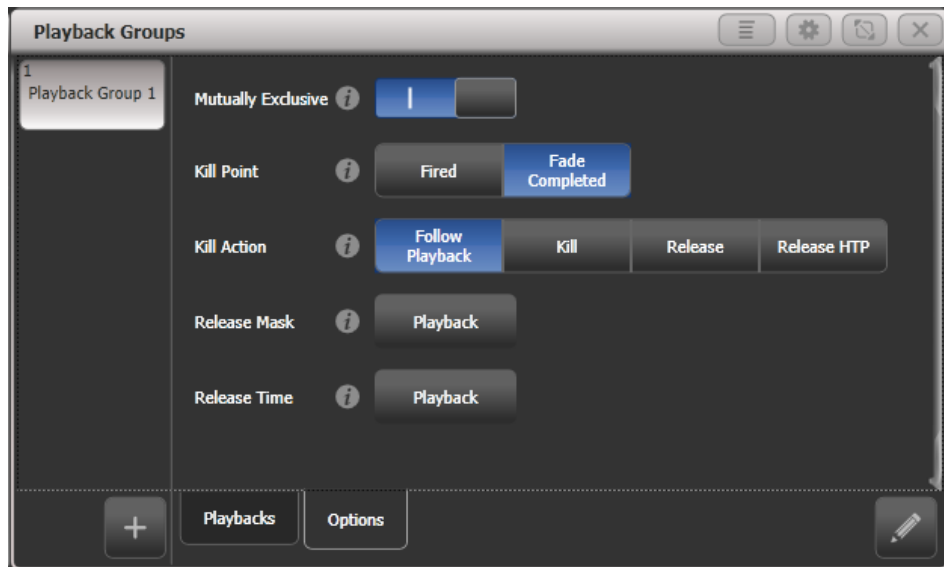 Playback Groups
1
Playback Group 1
Mutually Exclusive i
Kill Point i Fired Fade
Completed
Kill Action i Follow
Playback Kill Release Release HTP
Release Mask i Playback
Release Time i Playback
Playbacks Options